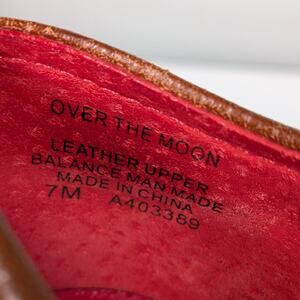 OVER THE MOON
LEATHER UPPER
BALANCE MAN MADE
MADE IN CHINA
7M A403389